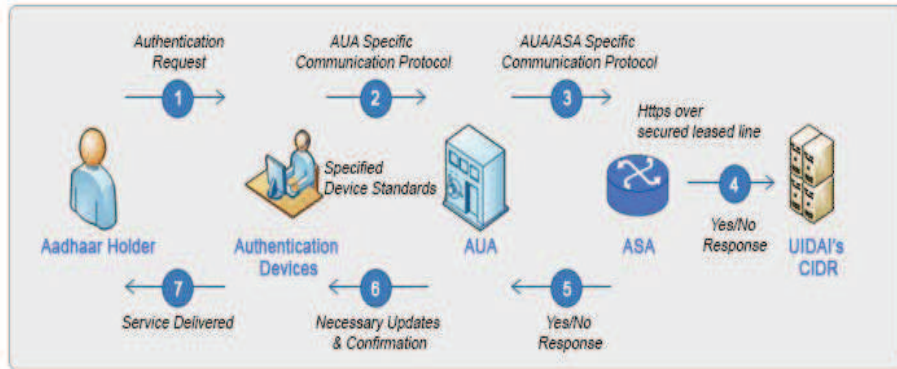 Authentication
Request
1
AUA Specific
Communication Protocol
2
AUA/ASA Specific
Communication Protocol
3
Https over
secured leased line
4
Yes/No
Response
Specified
Device Standards
Aadhaar Holder
Authentication
Devices
AUA
ASA
UIDAI's
CIDR
7
Service Delivered
6
Necessary Updates
& Confirmation
5
Yes/No
Response